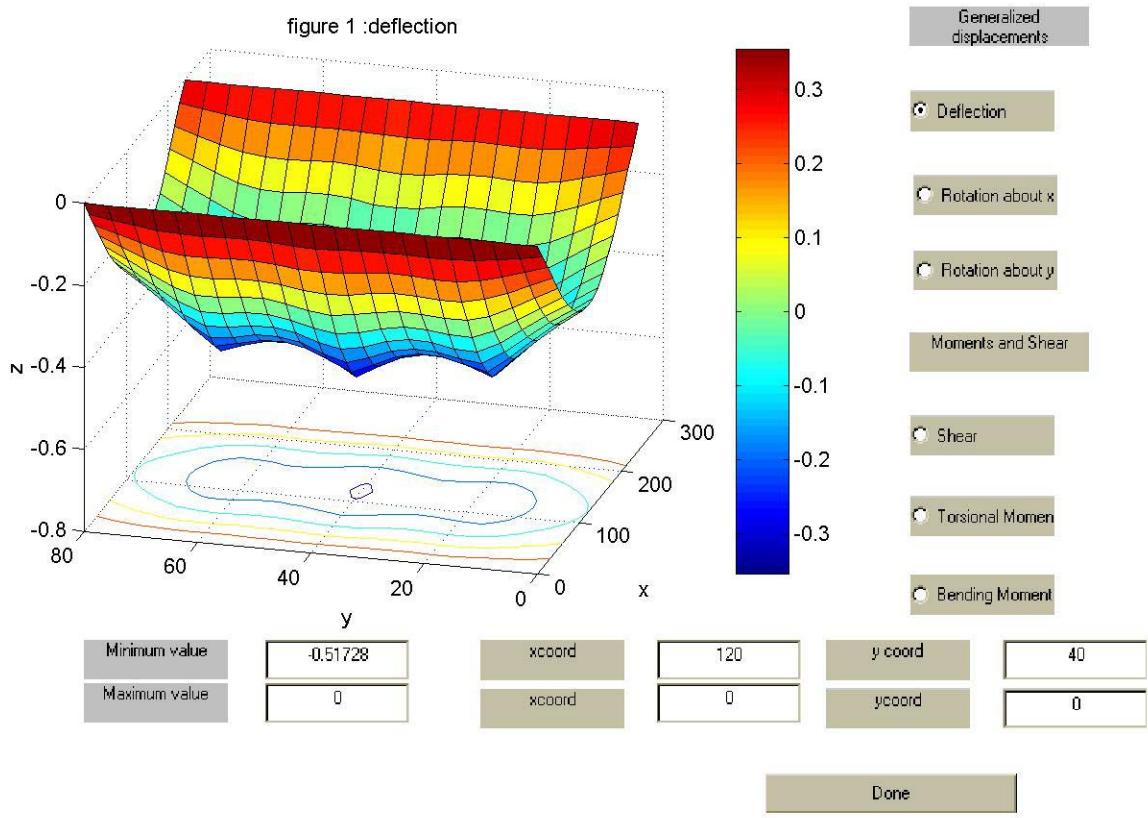 figure 1 :deflection
0
-0.2
-0.4
-0.6
-0.8
z
80
60
40
20
0
y
0
100
200
300
x
0.3
0.2
0.1
0
-0.1
-0.2
-0.3
Generalized
displacements
Deflection
Rotation about x
Rotation about y
Moments and Shear
Shear
Torsional Momen
Bending Moment
Minimum value
-0.51728
xcoord
120
y coord
40
Maximum value
0
xcoord
0
ycoord
0
Done